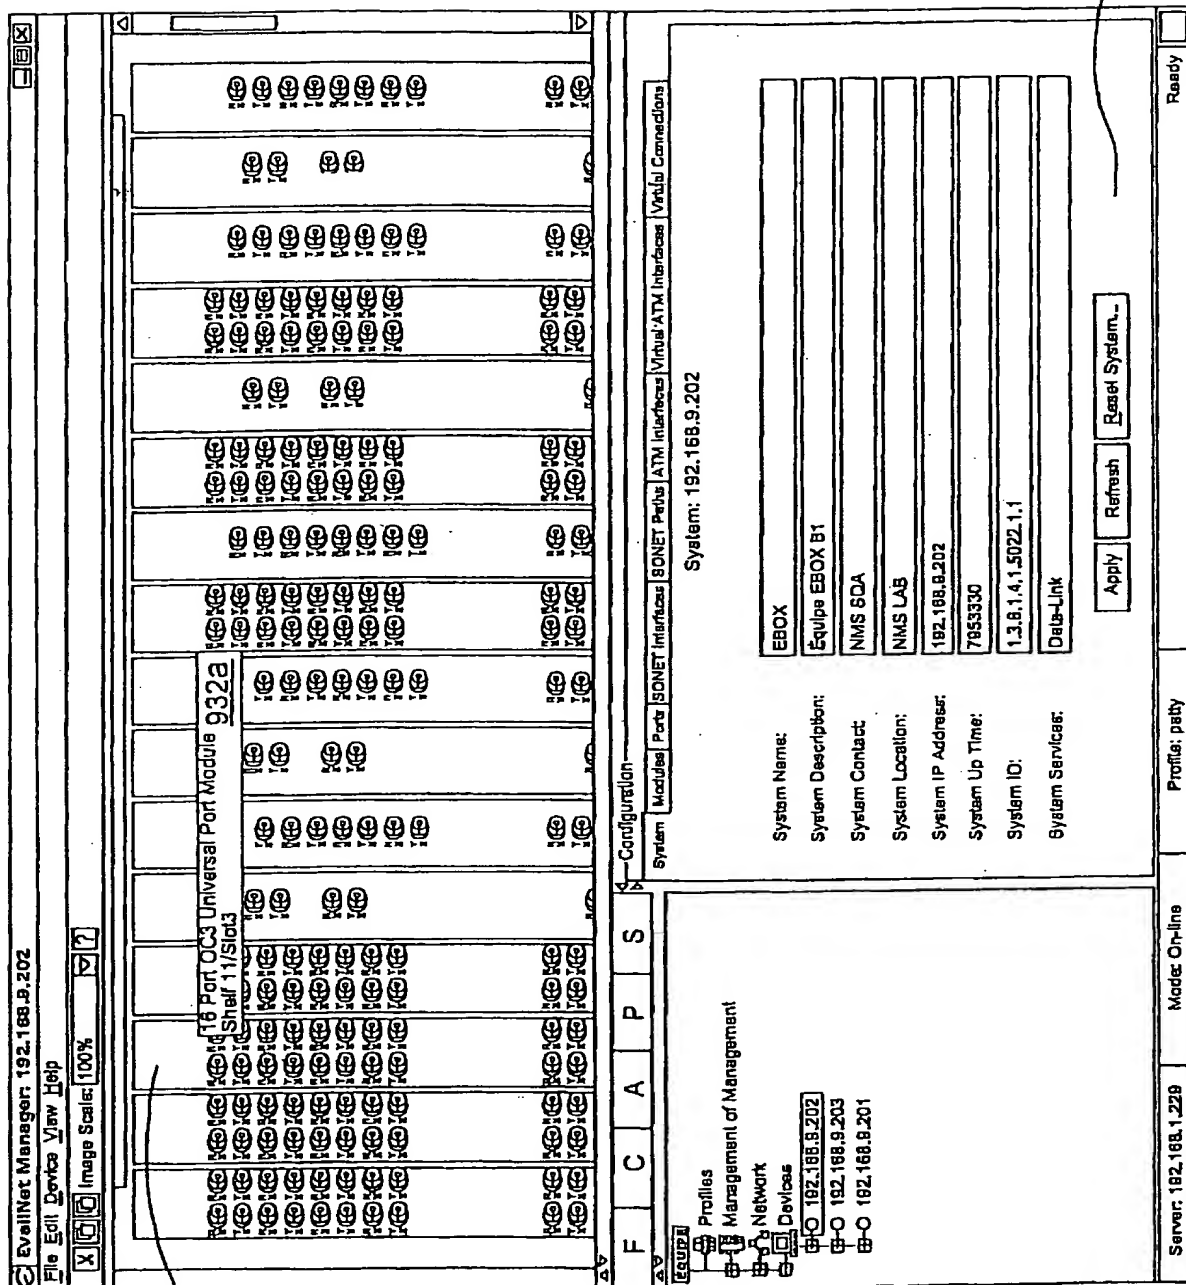 EvailNet Manager: 192.168.9.202
File Edit Device View Help
Image Scale: 100% ?
16 Port OC3 Universal Port Module 932a
Shelf 11/Slot3
F C A P S
EQUIPE
Profiles
Management of Management
Network
Devices
192.168.9.202
192.168.9.203
192.168.9.201
Configuration
System Modules Ports SONET Interfaces SONET Paths ATM Interfaces Virtual ATM Interfaces Virtual Connections
System: 192.168.9.202
System Name: EBOX
System Description: Équipe EBOX B1
System Contact: NMS SQA
System Location: NMS LAB
System IP Address: 192.168.9.202
System Up Time: 7953330
System ID: 1.3.6.1.4.1.5022.1.1
System Services: Data-Link
Apply Refresh Reset System...
Server: 192.168.1.229 Mode: On-line Profile: patty Ready